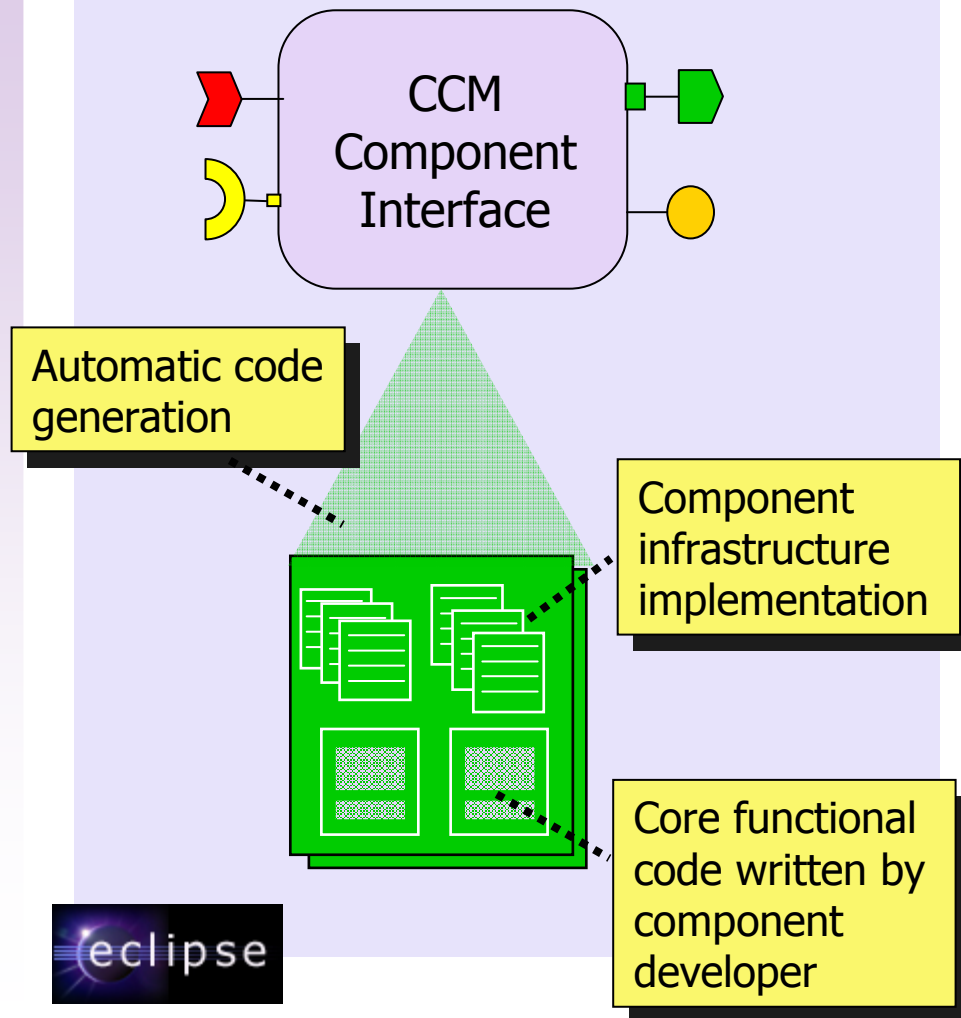 CCM
Component
Interface
Automatic code
generation
Component
infrastructure
implementation
Core functional
code written by
component
developer
eclipse